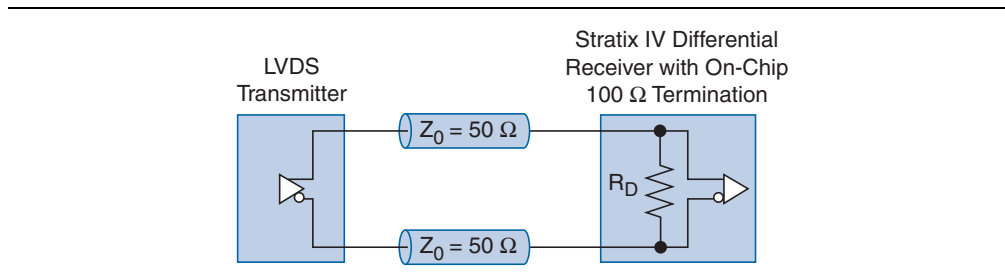 LVDS
Transmitter
Stratix IV Differential
Receiver with On-Chip
100 Ω Termination
Z0 = 50 Ω
RD
Z0 = 50 Ω